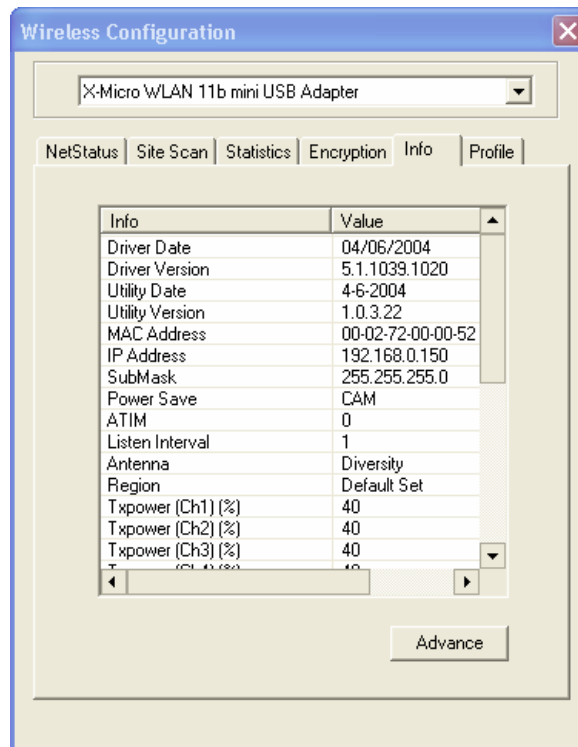 Wireless Configuration
X-Micro WLAN 11b mini USB Adapter
NetStatus Site Scan Statistics Encryption Info Profile
Info Value
Driver Date 04/06/2004
Driver Version 5.1.1039.1020
Utility Date 4-6-2004
Utility Version 1.0.3.22
MAC Address 00-02-72-00-00-52
IP Address 192.168.0.150
SubMask 255.255.255.0
Power Save CAM
ATIM 0
Listen Interval 1
Antenna Diversity
Region Default Set
Txpower (Ch1) (%) 40
Txpower (Ch2) (%) 40
Txpower (Ch3) (%) 40
Advance